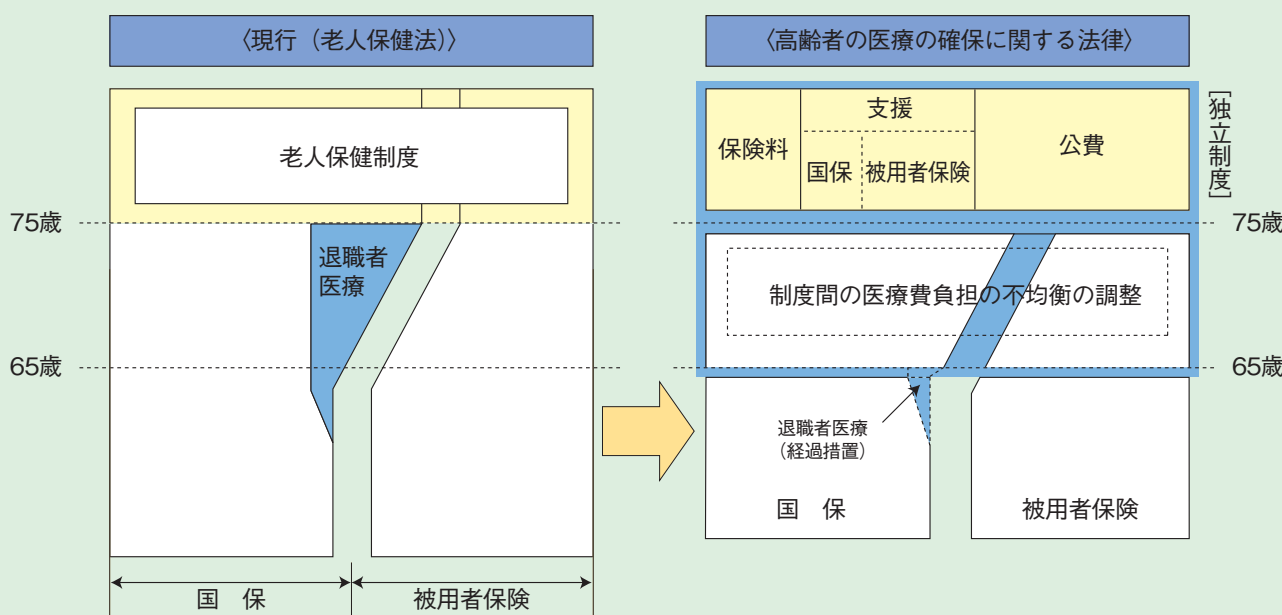 〈現行（老人保健法）〉
老人保健制度
75歳
退職者
医療
65歳
国　保
被用者保険
〈高齢者の医療の確保に関する法律〉
[独立制度]
保険料
支援
国保
被用者保険
公費
75歳
制度間の医療費負担の不均衡の調整
65歳
退職者医療
（経過措置）
国　保
被用者保険